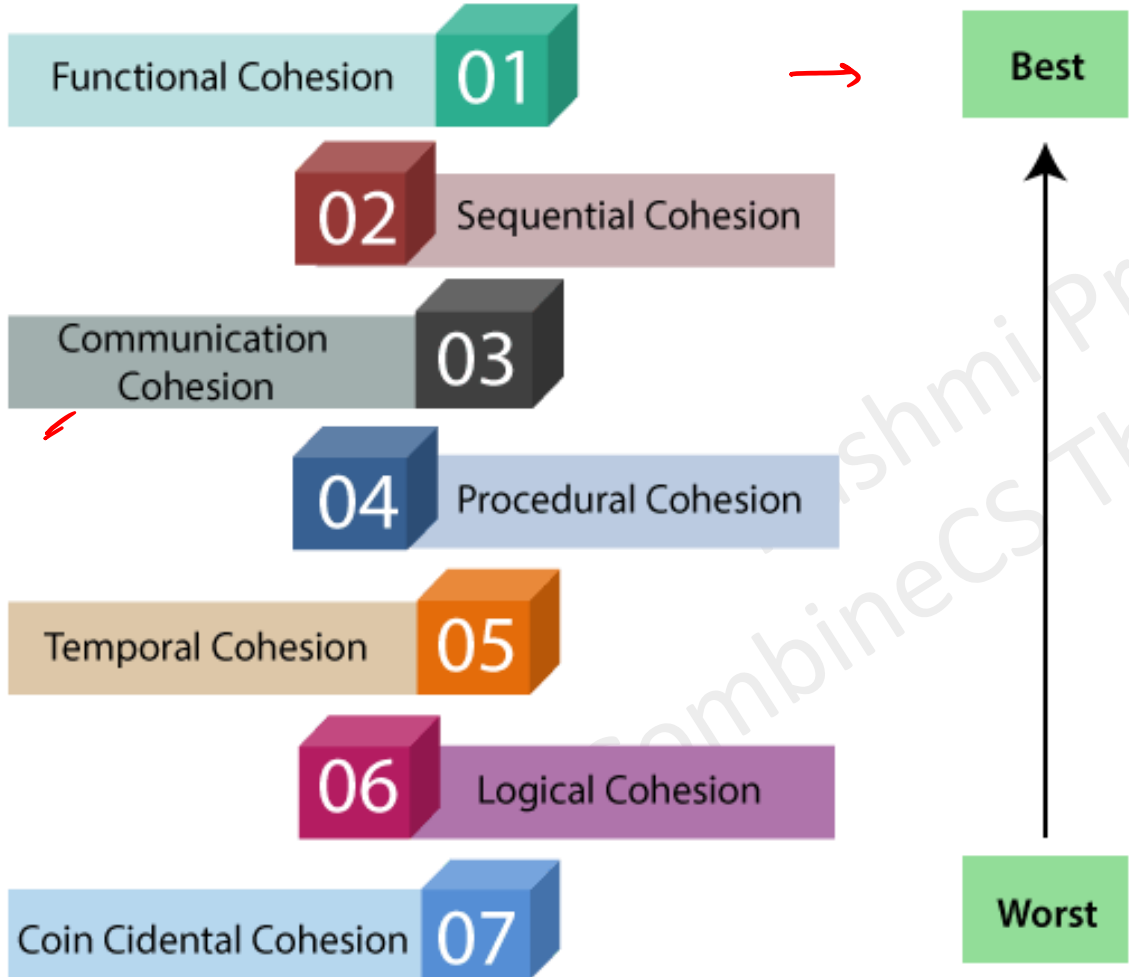 Functional Cohesion 01
Best
02 Sequential Cohesion
Communication
Cohesion
03
04 Procedural Cohesion
Temporal Cohesion 05
06 Logical Cohesion
Worst
Coin Cidental Cohesion 07
CombineCS